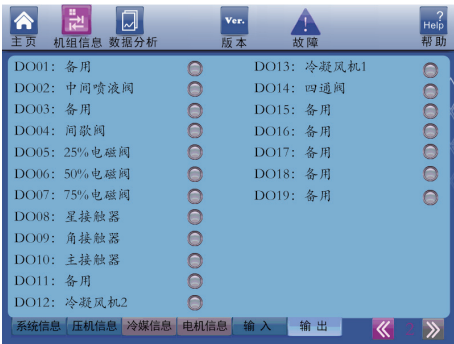 Ver.
?
Help
主页 机组信息 数据分析 版本 故障 帮助
DO01: 备用
DO02: 中间喷液阀
DO03: 备用
DO04: 间歇阀
DO05: 25%电磁阀
DO06: 50%电磁阀
DO07: 75%电磁阀
DO08: 星接触器
DO09: 角接触器
DO10: 主接触器
DO11: 备用
DO12: 冷凝风机2
DO13: 冷凝风机1
DO14: 四通阀
DO15: 备用
DO16: 备用
DO17: 备用
DO18: 备用
DO19: 备用
系统信息 压机信息 冷媒信息 电机信息 输入 输出